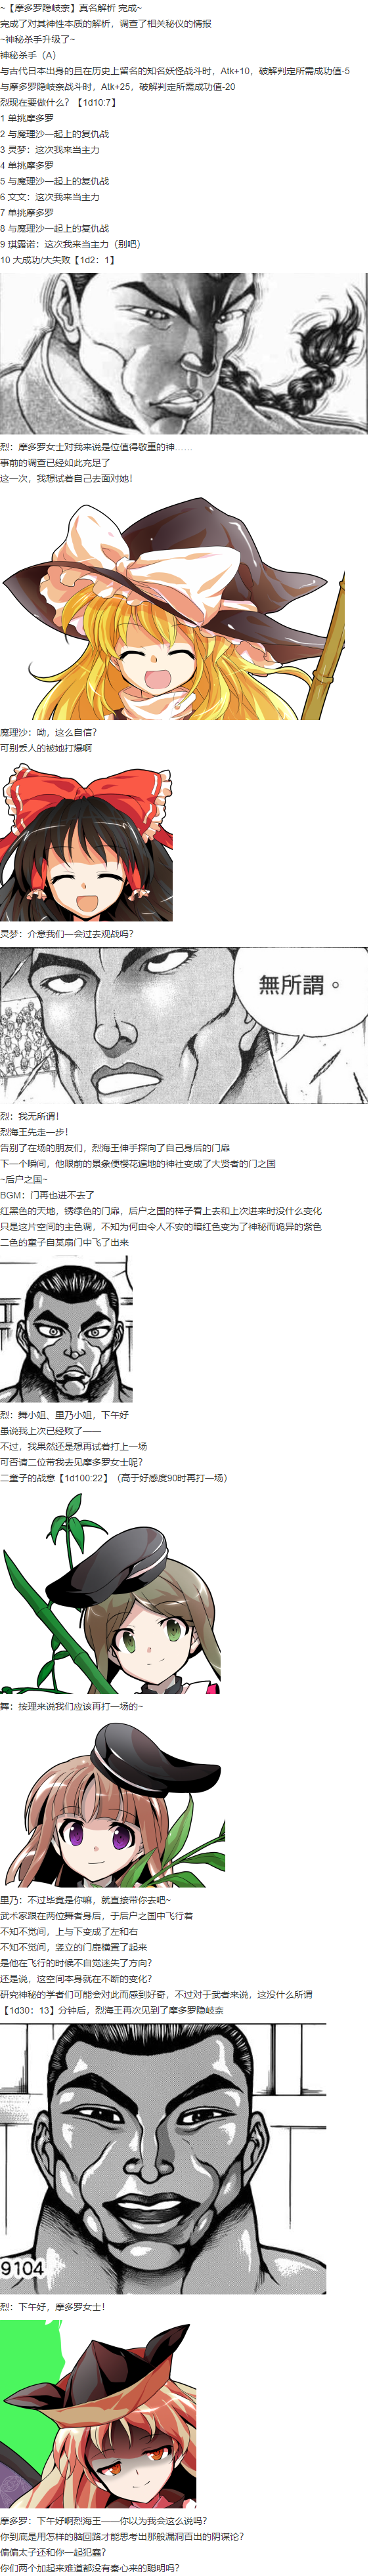 ~【摩多罗隐岐奈】真名解析 完成~
完成了对其神性本质的解析，调查了相关秘仪的情报
~神秘杀手升级了~
神秘杀手（A）
与古代日本出身的且在历史上留名的知名妖怪战斗时，Atk+10，破解判定所需成功值-5
与摩多罗隐岐奈战斗时，Atk+25，破解判定所需成功值-20
烈现在要做什么？【1d10:7】
1 单挑摩多罗
2 与魔理沙一起上的复仇战
3 灵梦：这次我来当主力
4 单挑摩多罗
5 与魔理沙一起上的复仇战
6 文文：这次我来当主力
7 单挑摩多罗
8 与魔理沙一起上的复仇战
9 琪露诺：这次我来当主力（别吧）
10 大成功/大失败【1d2：1】
烈：摩多罗女士对我来说是位值得敬重的神……
事前的调查已经如此充足了
这一次，我想试着自己去面对她！
魔理沙：呦，这么自信？
可别丢人的被她打爆啊
灵梦：介意我们一会过去观战吗？
無所謂。
烈：我无所谓！
烈海王先走一步！
告别了在场的朋友们，烈海王伸手探向了自己身后的门扉
下一个瞬间，他眼前的景象便樱花遍地的神社变成了大贤者的门之国
~后户之国~
BGM：门再也进不去了
红黑色的天地，锈绿色的门扉，后户之国的样子看上去和上次进来时没什么变化
只是这片空间的主色调，不知为何由令人不安的暗红色变为了神秘而诡异的紫色
二色的童子自某扇门中飞了出来
烈：舞小姐、里乃小姐，下午好
虽说我上次已经败了——
不过，我果然还是想再试着打上一场
可否请二位带我去见摩多罗女士呢？
二童子的战意【1d100:22】（高于好感度90时再打一场）
舞：按理来说我们应该再打一场的~
里乃：不过毕竟是你嘛，就直接带你去吧~
武术家跟在两位舞者身后，于后户之国中飞行着
不知不觉间，上与下变成了左和右
不知不觉间，竖立的门扉横置了起来
是他在飞行的时候不自觉迷失了方向？
还是说，这空间本身就在不断的变化？
研究神秘的学者们可能会对此而感到好奇，不过对于武者来说，这没什么所谓
【1d30：13】分钟后，烈海王再次见到了摩多罗隐岐奈
9104
烈：下午好，摩多罗女士！
摩多罗：下午好啊烈海王——你以为我会这么说吗？
你到底是用怎样的脑回路才能思考出那般漏洞百出的阴谋论？
偏偏太子还和你一起犯蠢？
你们两个加起来难道都没有秦心来的聪明吗？